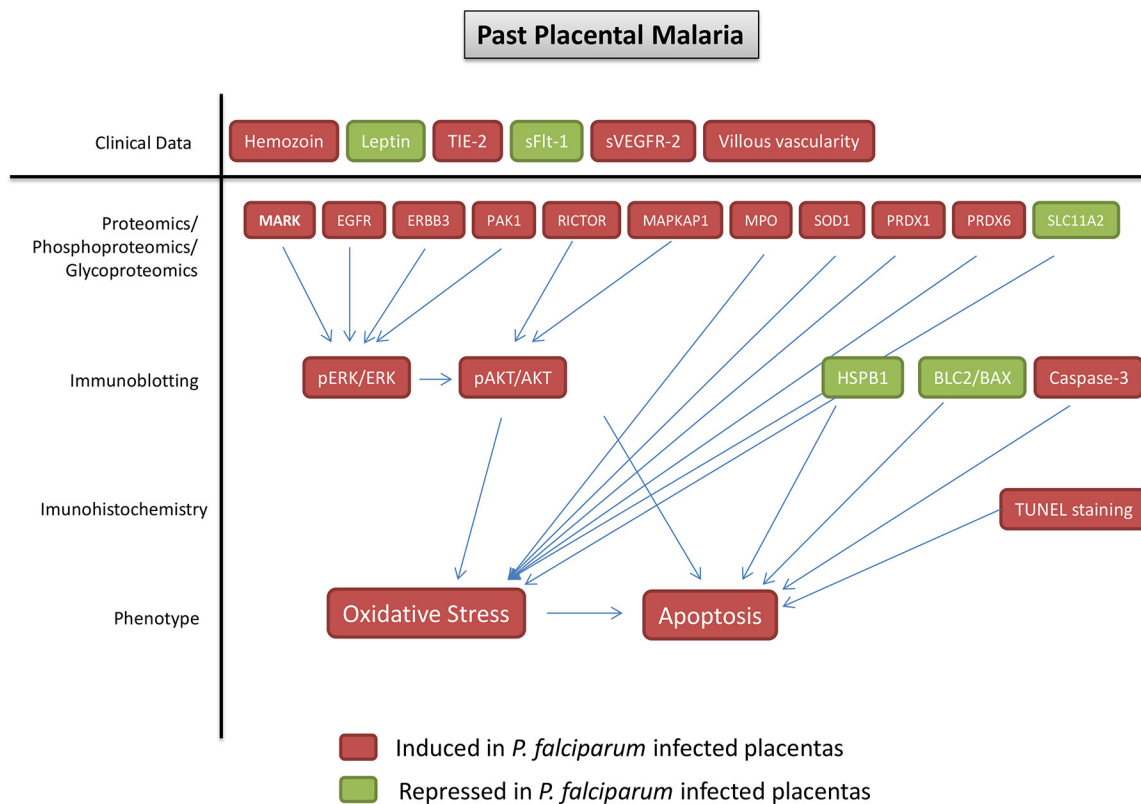 Past Placental Malaria
Clinical Data
Hemozoin
Leptin
TIE-2
sFlt-1
sVEGFR-2
Villous vascularity
Proteomics/
Phosphoproteomics/
Glycoproteomics
MARK
EGFR
ERBB3
PAK1
RICTOR
MAPKAP1
MPO
SOD1
PRDX1
PRDX6
SLC11A2
Immunoblotting
pERK/ERK
pAKT/AKT
HSPB1
BLC2/BAX
Caspase-3
Imunohistochemistry
TUNEL staining
Phenotype
Oxidative Stress
Apoptosis
Induced in P. falciparum infected placentas
Repressed in P. falciparum infected placentas